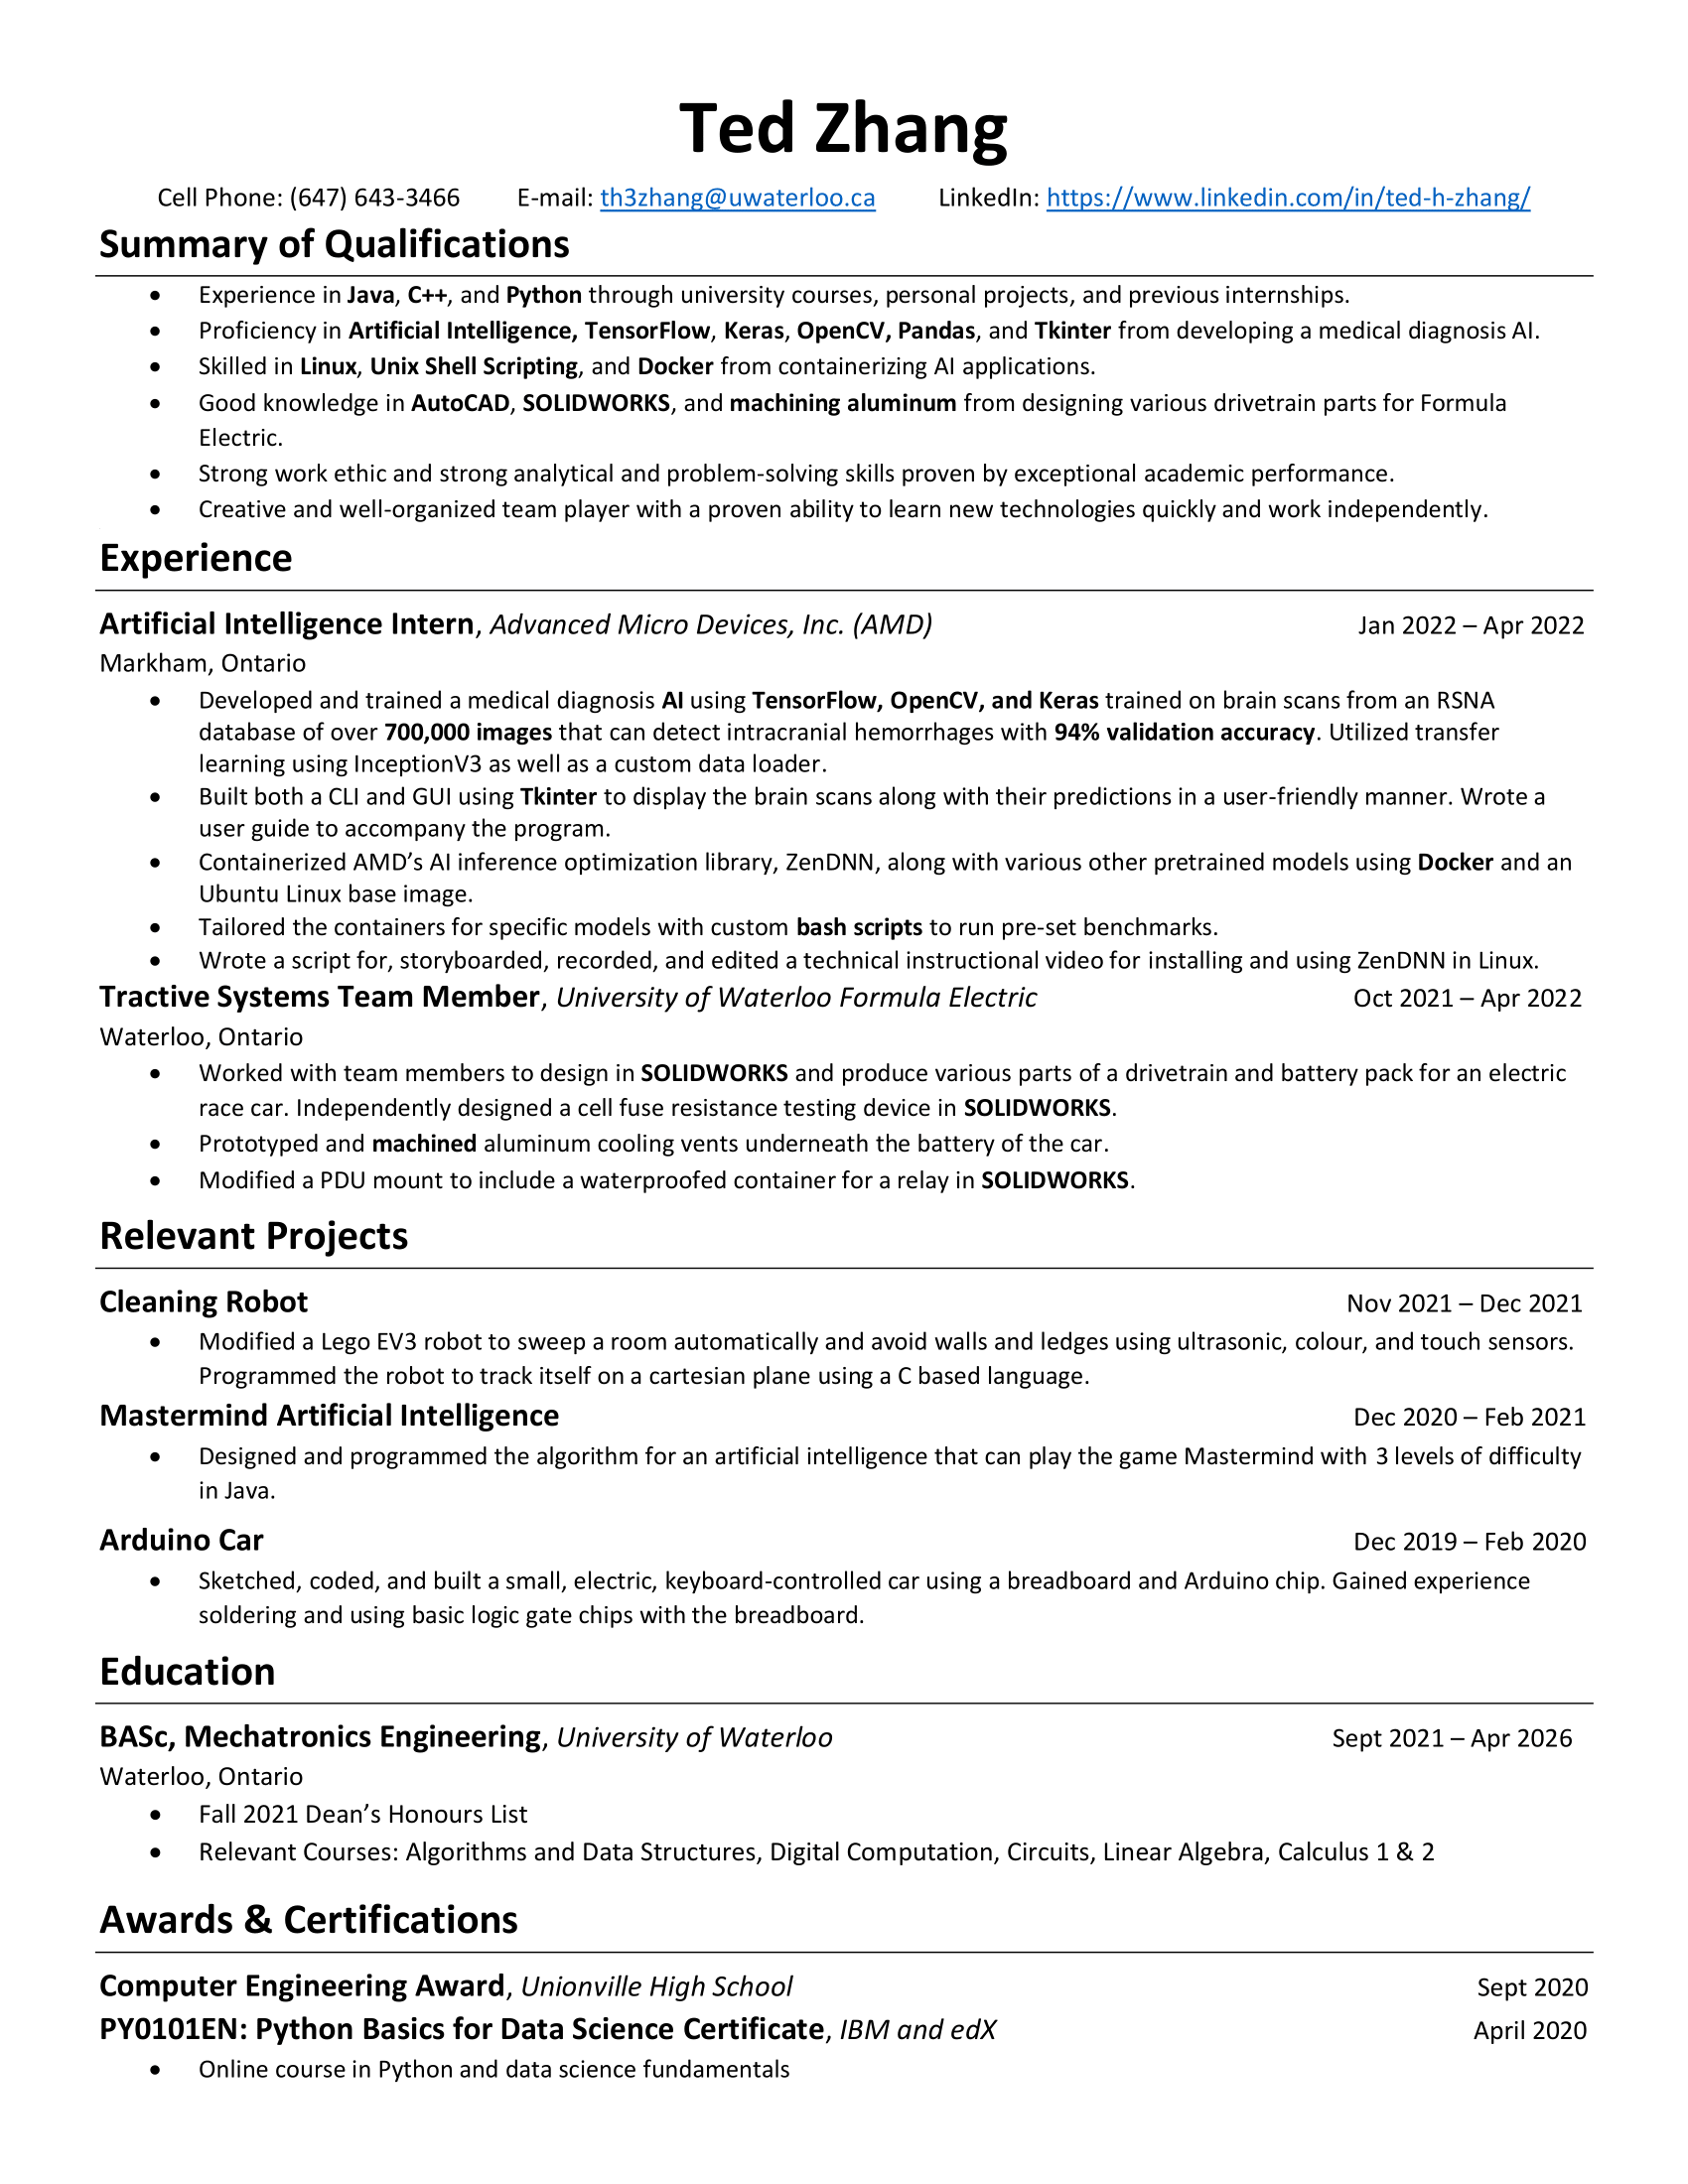 Ted Zhang
Cell Phone: (647) 643-3466 E-mail: th3zhang@uwaterloo.ca LinkedIn: https://www.linkedin.com/in/ted-h-zhang/
Summary of Qualifications
• Experience in Java, C++, and Python through university courses, personal projects, and previous internships.
• Proficiency in Artificial Intelligence, TensorFlow, Keras, OpenCV, Pandas, and Tkinter from developing a medical diagnosis AI.
• Skilled in Linux, Unix Shell Scripting, and Docker from containerizing AI applications.
• Good knowledge in AutoCAD, SOLIDWORKS, and machining aluminum from designing various drivetrain parts for Formula
Electric.
• Strong work ethic and strong analytical and problem-solving skills proven by exceptional academic performance.
• Creative and well-organized team player with a proven ability to learn new technologies quickly and work independently.
Experience
Artificial Intelligence Intern, Advanced Micro Devices, Inc. (AMD) Jan 2022 – Apr 2022
Markham, Ontario
• Developed and trained a medical diagnosis AI using TensorFlow, OpenCV, and Keras trained on brain scans from an RSNA
database of over 700,000 images that can detect intracranial hemorrhages with 94% validation accuracy. Utilized transfer
learning using InceptionV3 as well as a custom data loader.
• Built both a CLI and GUI using Tkinter to display the brain scans along with their predictions in a user-friendly manner. Wrote a
user guide to accompany the program.
• Containerized AMD’s AI inference optimization library, ZenDNN, along with various other pretrained models using Docker and an
Ubuntu Linux base image.
• Tailored the containers for specific models with custom bash scripts to run pre-set benchmarks.
• Wrote a script for, storyboarded, recorded, and edited a technical instructional video for installing and using ZenDNN in Linux.
Tractive Systems Team Member, University of Waterloo Formula Electric Oct 2021 – Apr 2022
Waterloo, Ontario
• Worked with team members to design in SOLIDWORKS and produce various parts of a drivetrain and battery pack for an electric
race car. Independently designed a cell fuse resistance testing device in SOLIDWORKS.
• Prototyped and machined aluminum cooling vents underneath the battery of the car.
• Modified a PDU mount to include a waterproofed container for a relay in SOLIDWORKS.
Relevant Projects
Cleaning Robot Nov 2021 – Dec 2021
• Modified a Lego EV3 robot to sweep a room automatically and avoid walls and ledges using ultrasonic, colour, and touch sensors.
Programmed the robot to track itself on a cartesian plane using a C based language.
Mastermind Artificial Intelligence Dec 2020 – Feb 2021
• Designed and programmed the algorithm for an artificial intelligence that can play the game Mastermind with 3 levels of difficulty
in Java.
Arduino Car Dec 2019 – Feb 2020
• Sketched, coded, and built a small, electric, keyboard-controlled car using a breadboard and Arduino chip. Gained experience
soldering and using basic logic gate chips with the breadboard.
Education
BASc, Mechatronics Engineering, University of Waterloo Sept 2021 – Apr 2026
Waterloo, Ontario
• Fall 2021 Dean’s Honours List
• Relevant Courses: Algorithms and Data Structures, Digital Computation, Circuits, Linear Algebra, Calculus 1 & 2
Awards & Certifications
Computer Engineering Award, Unionville High School Sept 2020
PY0101EN: Python Basics for Data Science Certificate, IBM and edX April 2020
• Online course in Python and data science fundamentals